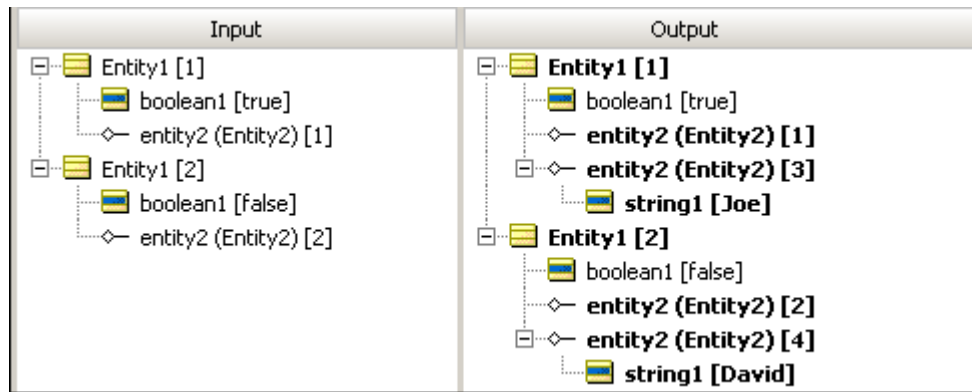 Input
Entity1 [1]
boolean1 [true]
entity2 (Entity2) [1]
Entity1 [2]
boolean1 [false]
entity2 (Entity2) [2]
Output
Entity1 [1]
boolean1 [true]
entity2 (Entity2) [1]
entity2 (Entity2) [3]
string1 [Joe]
Entity1 [2]
boolean1 [false]
entity2 (Entity2) [2]
entity2 (Entity2) [4]
string1 [David]